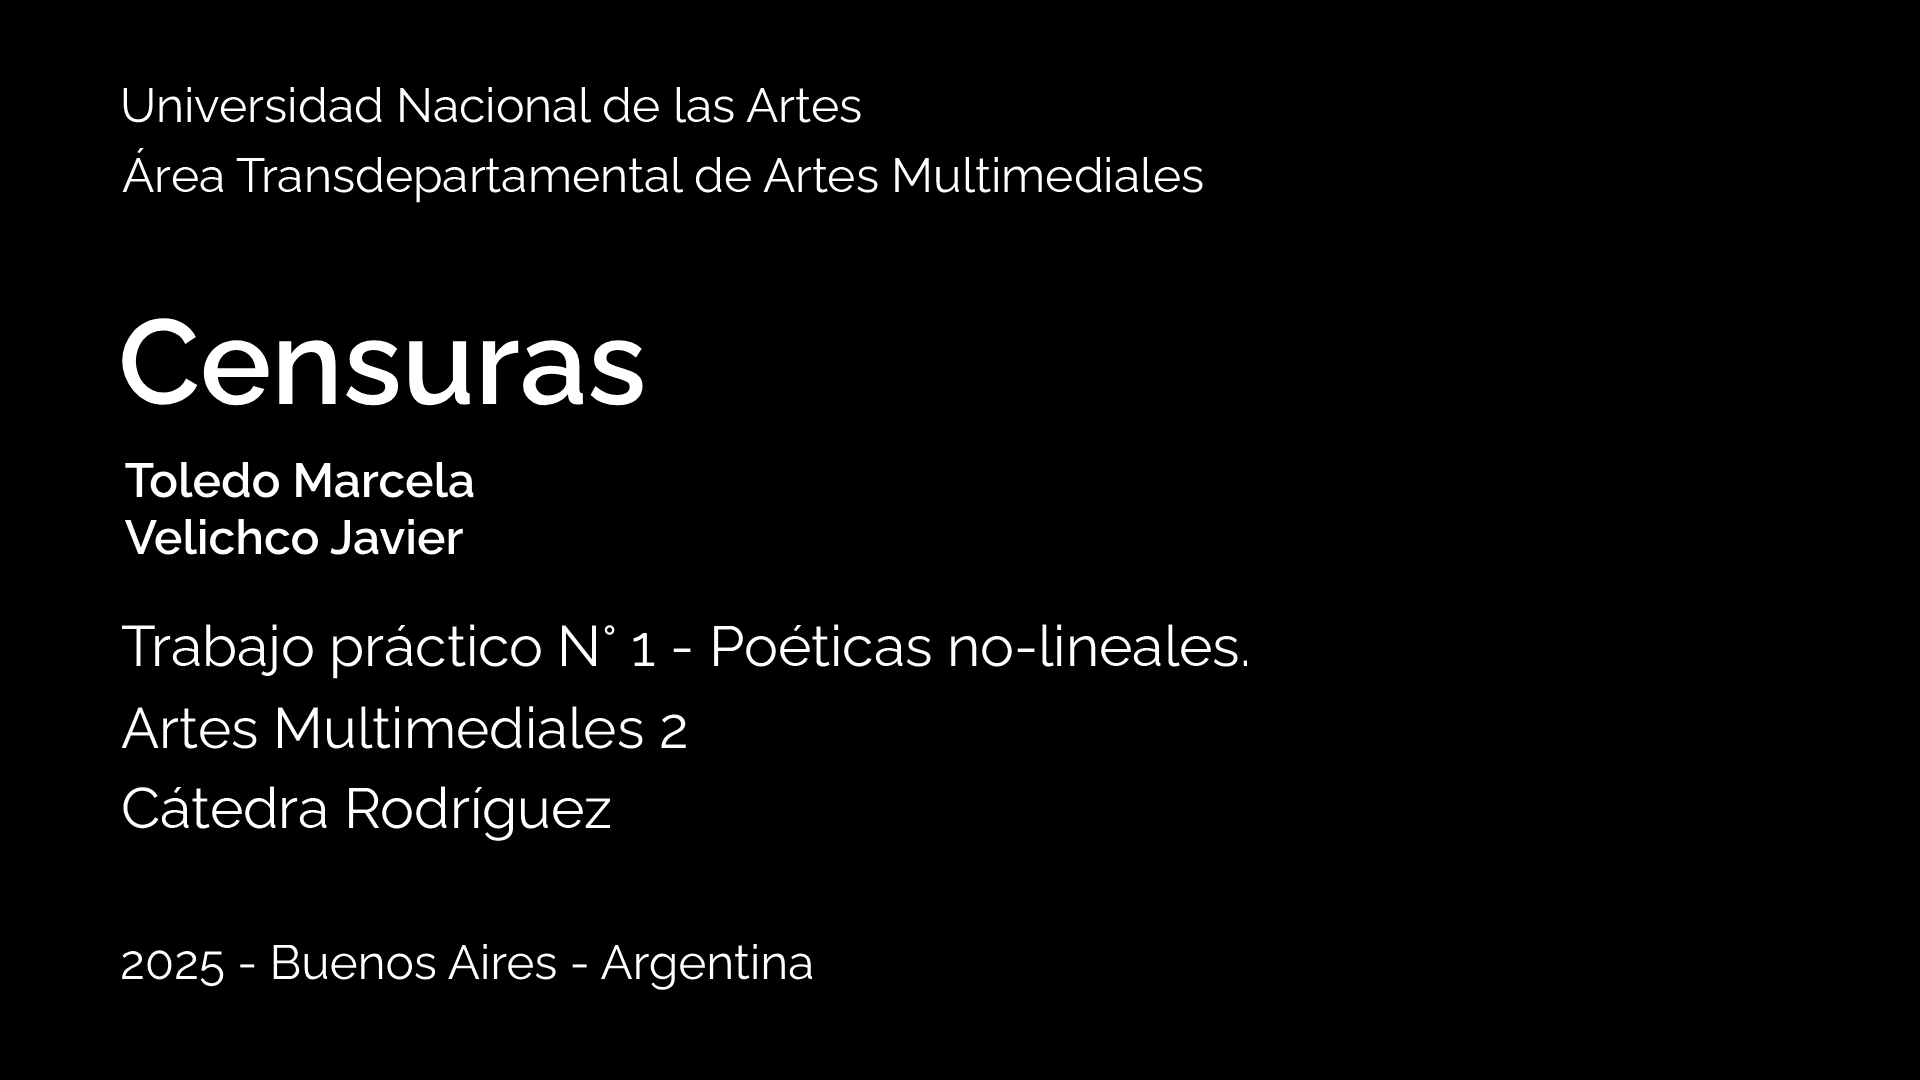 Universidad Nacional de las Artes
Área Transdepartamental de Artes Multimediales
Censuras
Toledo Marcela
Velichco Javier
Trabajo práctico N° 1 - Poéticas no-lineales.
Artes Multimediales 2
Cátedra Rodríguez
2025 - Buenos Aires - Argentina